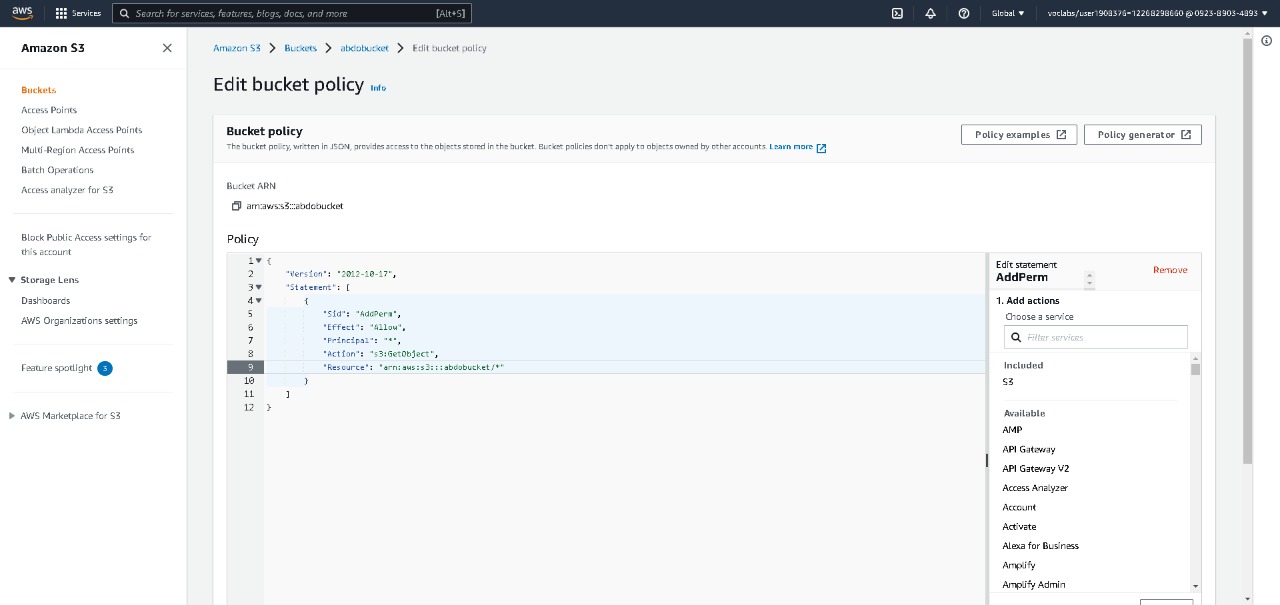 aws Services Search for services, features, blogs, docs, and more [Alt+S] Global voclabs/user1908376=12268298660 @ 0923-8903-4893
Amazon S3
Buckets
Access Points
Object Lambda Access Points
Multi-Region Access Points
Batch Operations
Access analyzer for S3
Block Public Access settings for
this account
Storage Lens
Dashboards
AWS Organizations settings
Feature spotlight 3
AWS Marketplace for S3
Amazon S3 Buckets abdobucket Edit bucket policy
Edit bucket policy Info
Bucket policy
The bucket policy, written in JSON, provides access to the objects stored in the bucket. Bucket policies don't apply to objects owned by other accounts. Learn more
Policy examples
Policy generator
Bucket ARN
arn:aws:s3:::abdobucket
Policy
1 {
2 "Version": "2012-10-17",
3 "Statement": [
4 {
5 "Sid": "AddPerm",
6 "Effect": "Allow",
7 "Principal": "*",
8 "Action": "s3:GetObject",
9 "Resource": "arn:aws:s3:::abdobucket/*"
10 }
11 ]
12 }
Edit statement
AddPerm
Remove
1. Add actions
Choose a service
Filter services
Included
S3
Available
AMP
API Gateway
API Gateway V2
Access Analyzer
Account
Activate
Alexa for Business
Amplify
Amplify Admin